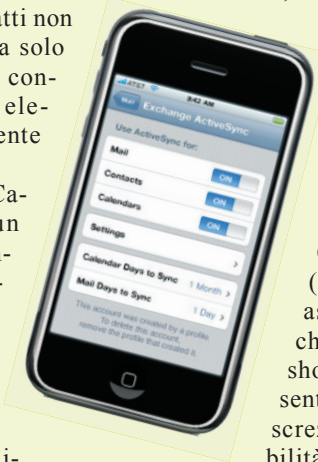 atti non
a solo
con-
ele-
ente
Ca-
un
n-
-
i-
AT&T 9:42 AM
Mail Exchange ActiveSync
Use ActiveSync for:
Mail ON
Contacts ON
Calendars ON
Settings
Calendar Days to Sync 1 Month
Mail Days to Sync 1 Day
This account was created by a profile
To delete this account,
remove the profile that created it.
(
as
ch
sho
sent
screz
bilità